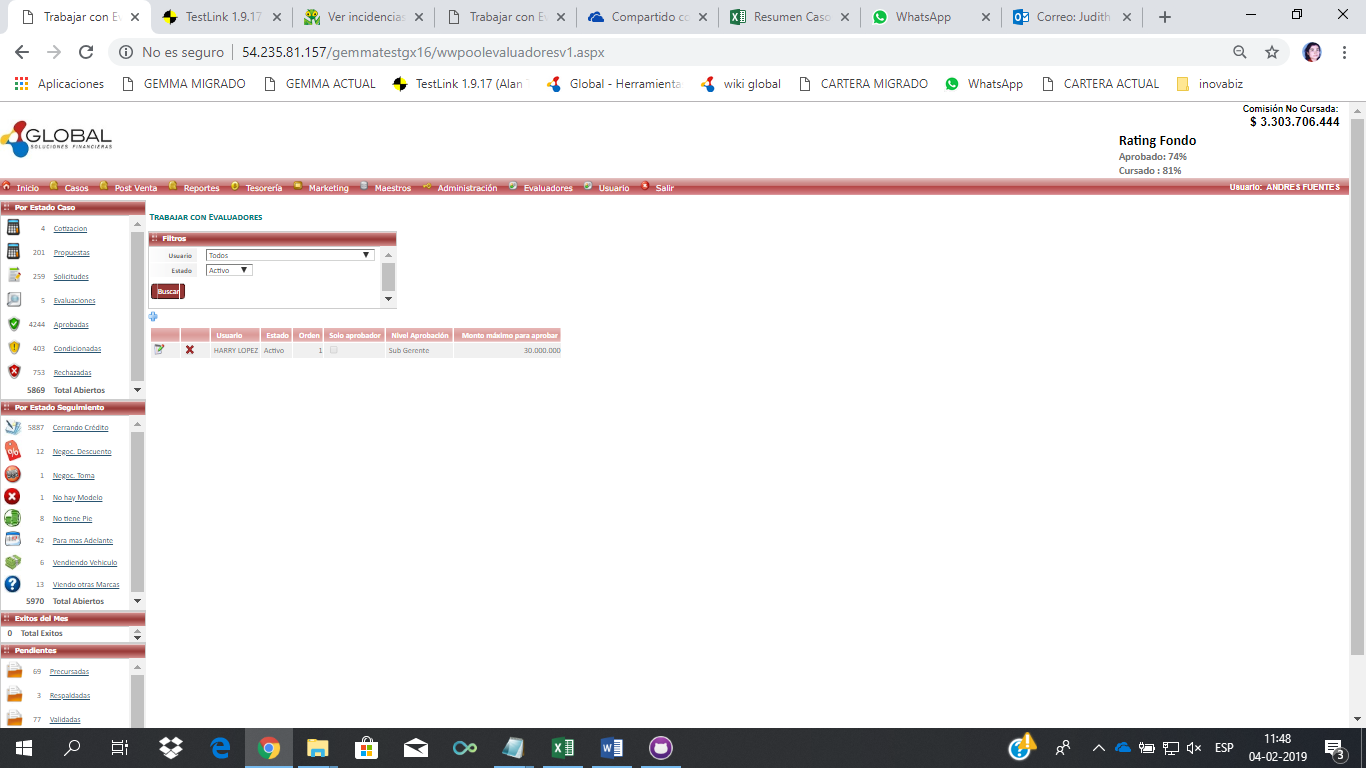 Trabajar con E
TestLink 1.9.17
Ver incidencias
Trabajar con E
Compartido co
Resumen Caso
WhatsApp
Correo: Judith
No es seguro | 54.235.81.157/gemmatestgx16/wwpoolevaluadoresv1.aspx
Aplicaciones
GEMMA MIGRADO
GEMMA ACTUAL
TestLink 1.9.17 (Alan
Global - Herramienta
wiki global
CARTERA MIGRADO
WhatsApp
CARTERA ACTUAL
inovabiz
GLOBAL
SOLUCIONES FINANCIERAS
Comisión No Cursada:
$ 3.303.706.444
Rating Fondo
Aprobado: 74%
Cursado : 81%
Inicio Casos Post Venta Reportes Tesorería Marketing Maestros Administración Evaluadores Usuario Salir
Usuario: ANDRES FUENTES
Por Estado Caso
4 Cotizacion
201 Propuestas
259 Solicitudes
5 Evaluaciones
4244 Aprobadas
403 Condicionadas
753 Rechazadas
5869 Total Abiertos
Por Estado Seguimiento
5887 Cerrando Crédito
12 Negoc. Descuento
1 Negoc. Toma
1 No hay Modelo
8 No tiene Pie
42 Para mas Adelante
6 Vendiendo Vehículo
13 Viendo otras Marcas
5970 Total Abiertos
Exitos del Mes
0 Total Exitos
Pendientes
69 Precursadas
3 Respaldadas
77 Validadas
TRABAJAR CON EVALUADORES
Filtros
Usuario Todos
Estado Activo
Buscar
Usuario Estado Orden Solo aprobador Nivel Aprobación Monto máximo para aprobar
HARRY LOPEZ Activo 1 Sub Gerente 30.000.000
ESP
11:48
04-02-2019
3